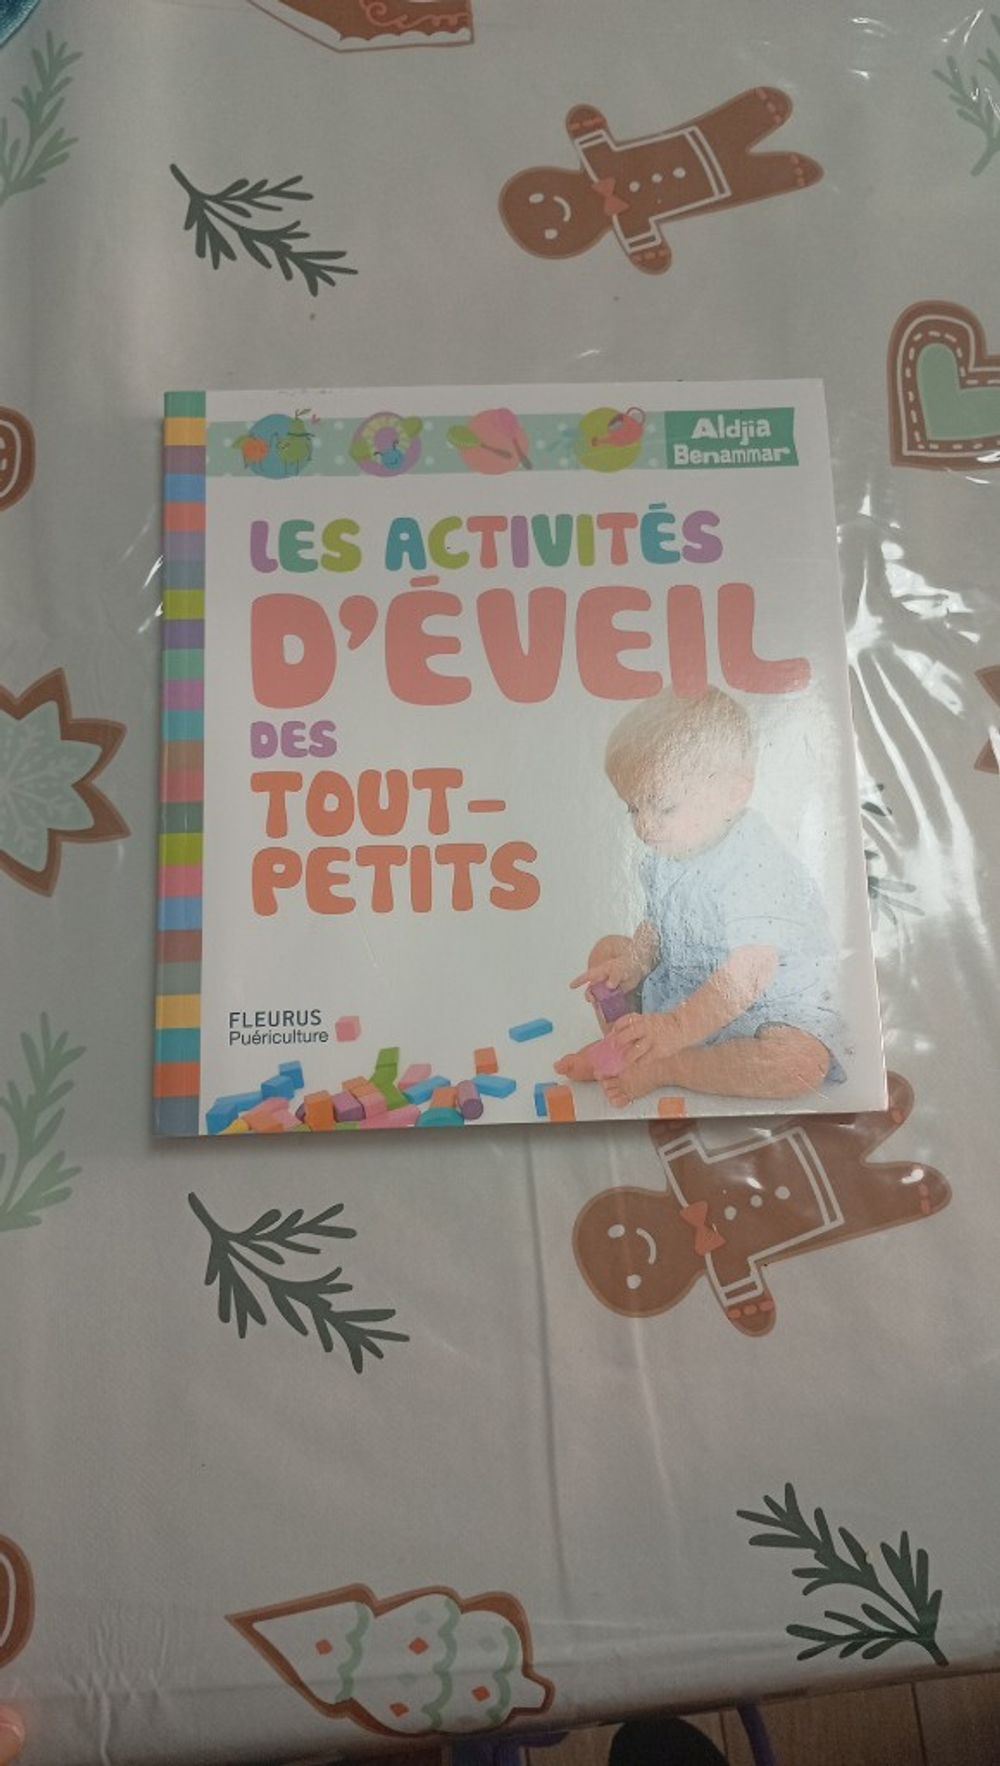 Aldjia
Benammar
LES ACTIVITÉS
D'ÉVEIL
DES
TOUT-
PETITS
FLEURUS
Puériculture